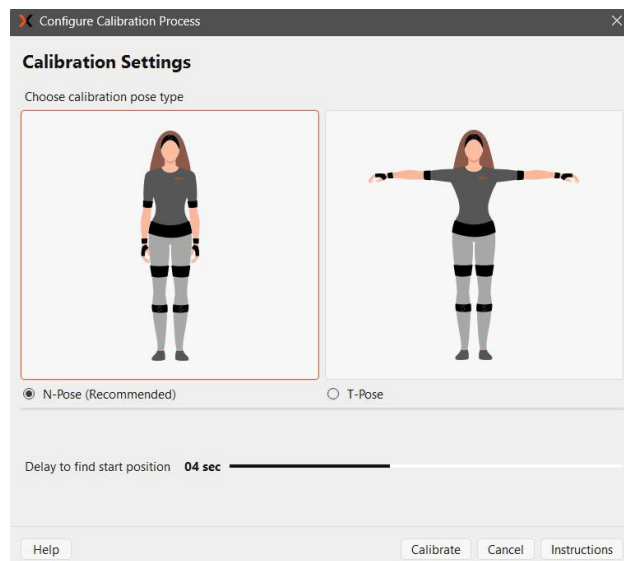 Configure Calibration Process
Calibration Settings
Choose calibration pose type
N-Pose (Recommended)
T-Pose
Delay to find start position 04 sec
Help
Calibrate
Cancel
Instructions